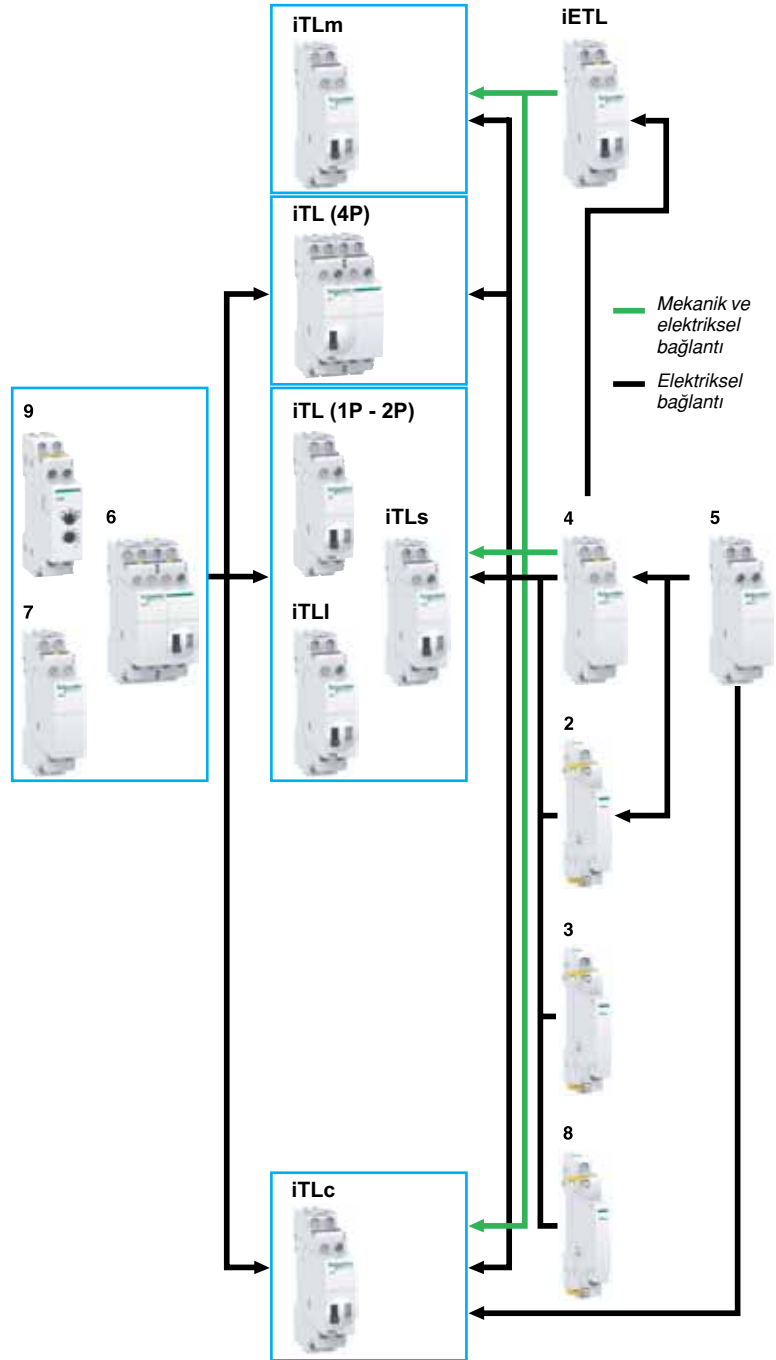 iTLm
iETL
iTL (4P)
Mekanik ve
elektriksel
bağlantı
Elektriksel
bağlantı
9
6
7
iTL (1P - 2P)
iTLs
iTLI
4
5
2
3
8
iTLc